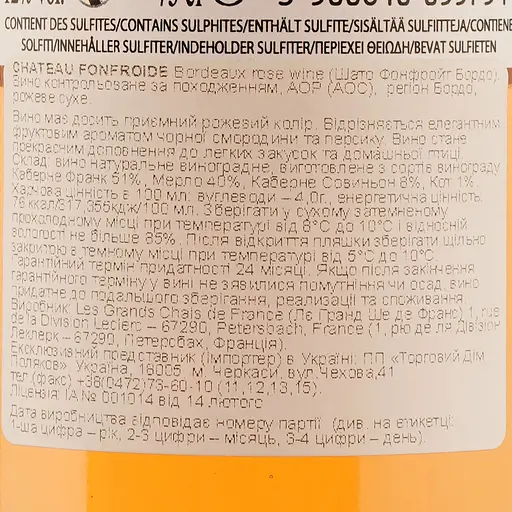 CONTIENT DES SULFITES/CONTAINS SULPHITES/ENTHÄLT SULFITE/SISÄLTÄÄ SULFIITTEJA/CONTIENE
SOLFITI/INNEHÅLLER SULFITER/INDEHOLDER SULFITER/ΠΕΡΙΕΧΕΙ ΘΕΙΩΔΗ/BEVAT SULFIETEN
CHATEAU FONFROIDE Bordeaux rose wine (Шато Фонфройт Бордо).
Вино контрольоване за походженням, AOP (AOC), регіон Бордо,
рожеве сухе.
Вино має досить приємний рожевий колір. Відрізняється елегантним
фруктовим ароматом чорної смородини та персику. Вино стане
прекрасним доповнення до легких закусок та домашньої птиці
Склад: вино натуральне виноградне, виготовлене з сортів винограду
Каберне Франк 51%, Мерло 40%, Каберне Совиньон 8%, Кот 1%.
Харчова цінність в 100 мл: вуглеводи – 4,0г., енергетична цінність
76 ккал/317,355кдж/100 мл. Зберігати у сухому затемненому
прохолодному місці при температурі від 6°С до 10°С і відносній
вологості не більше 85%. Після відкриття пляшки зберігати щільно
закритою в темному місці при температурі від 5°С до 10°С.
Гарантійний термін придатності 24 місяці. Якщо після закінчення
гарантійного терміну у вині не з'явилися помутніння чи осад, вино
придатне до подальшого зберігання, реалізації та споживання
Виробник: Les Grands Chais de France (Ле Гранд Ше де Франс) 1, rue
de la Division Leclerc – 67290, Petersbach, France (1, рю де ля Дівізіон
Леклерк – 67290, Петерсбах, Франція).
Ексклюзивний представник (імпортер) в Україні: ПП «Торговий Дім
Поляков» Україна, 18005 м. Черкаси, вул.Чехова,41
тел (факс) +38(0472)73-60-10 (11,12,13,15).
Ліцензія: ІА № 001014 від 14 лютого
Дата виробництва відповідає номеру партії (див. на етикетці:
1-ша цифра – рік, 2-3 цифри – місяць, 3-4 цифри – день).